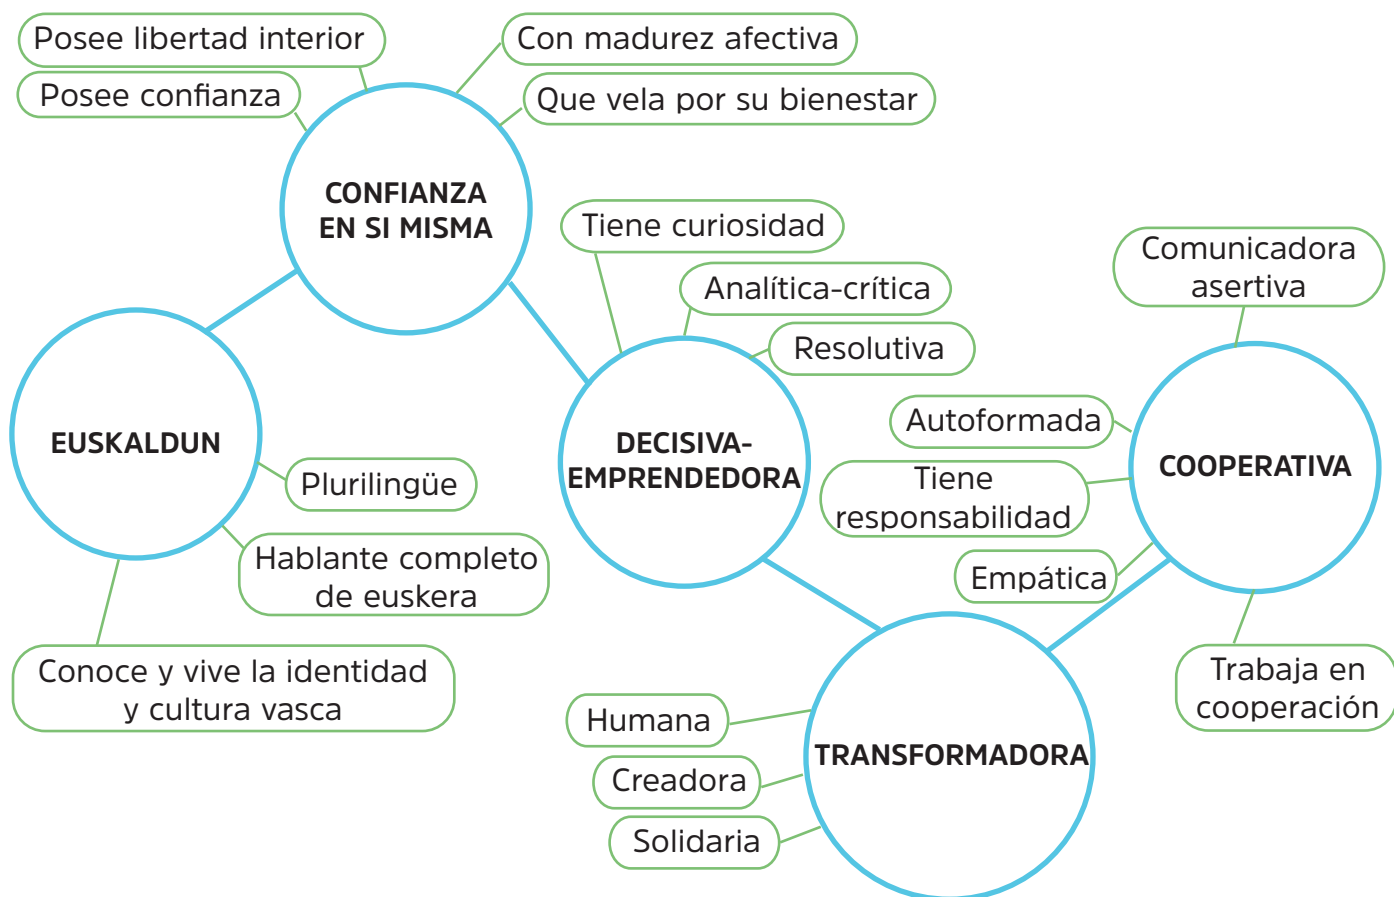 Posee libertad interior
Posee confianza
Con madurez afectiva
Que vela por su bienestar
CONFIANZA
EN SI MISMA
Tiene curiosidad
Analítica-crítica
Resolutiva
Comunicadora
asertiva
EUSKALDUN
Plurilingüe
Hablante completo
de euskera
Conoce y vive la identidad
y cultura vasca
DECISIVA-
EMPRENDEDORA
Autoformada
Tiene
responsabilidad
Empática
COOPERATIVA
Trabaja en
cooperación
Humana
Creadora
Solidaria
TRANSFORMADORA